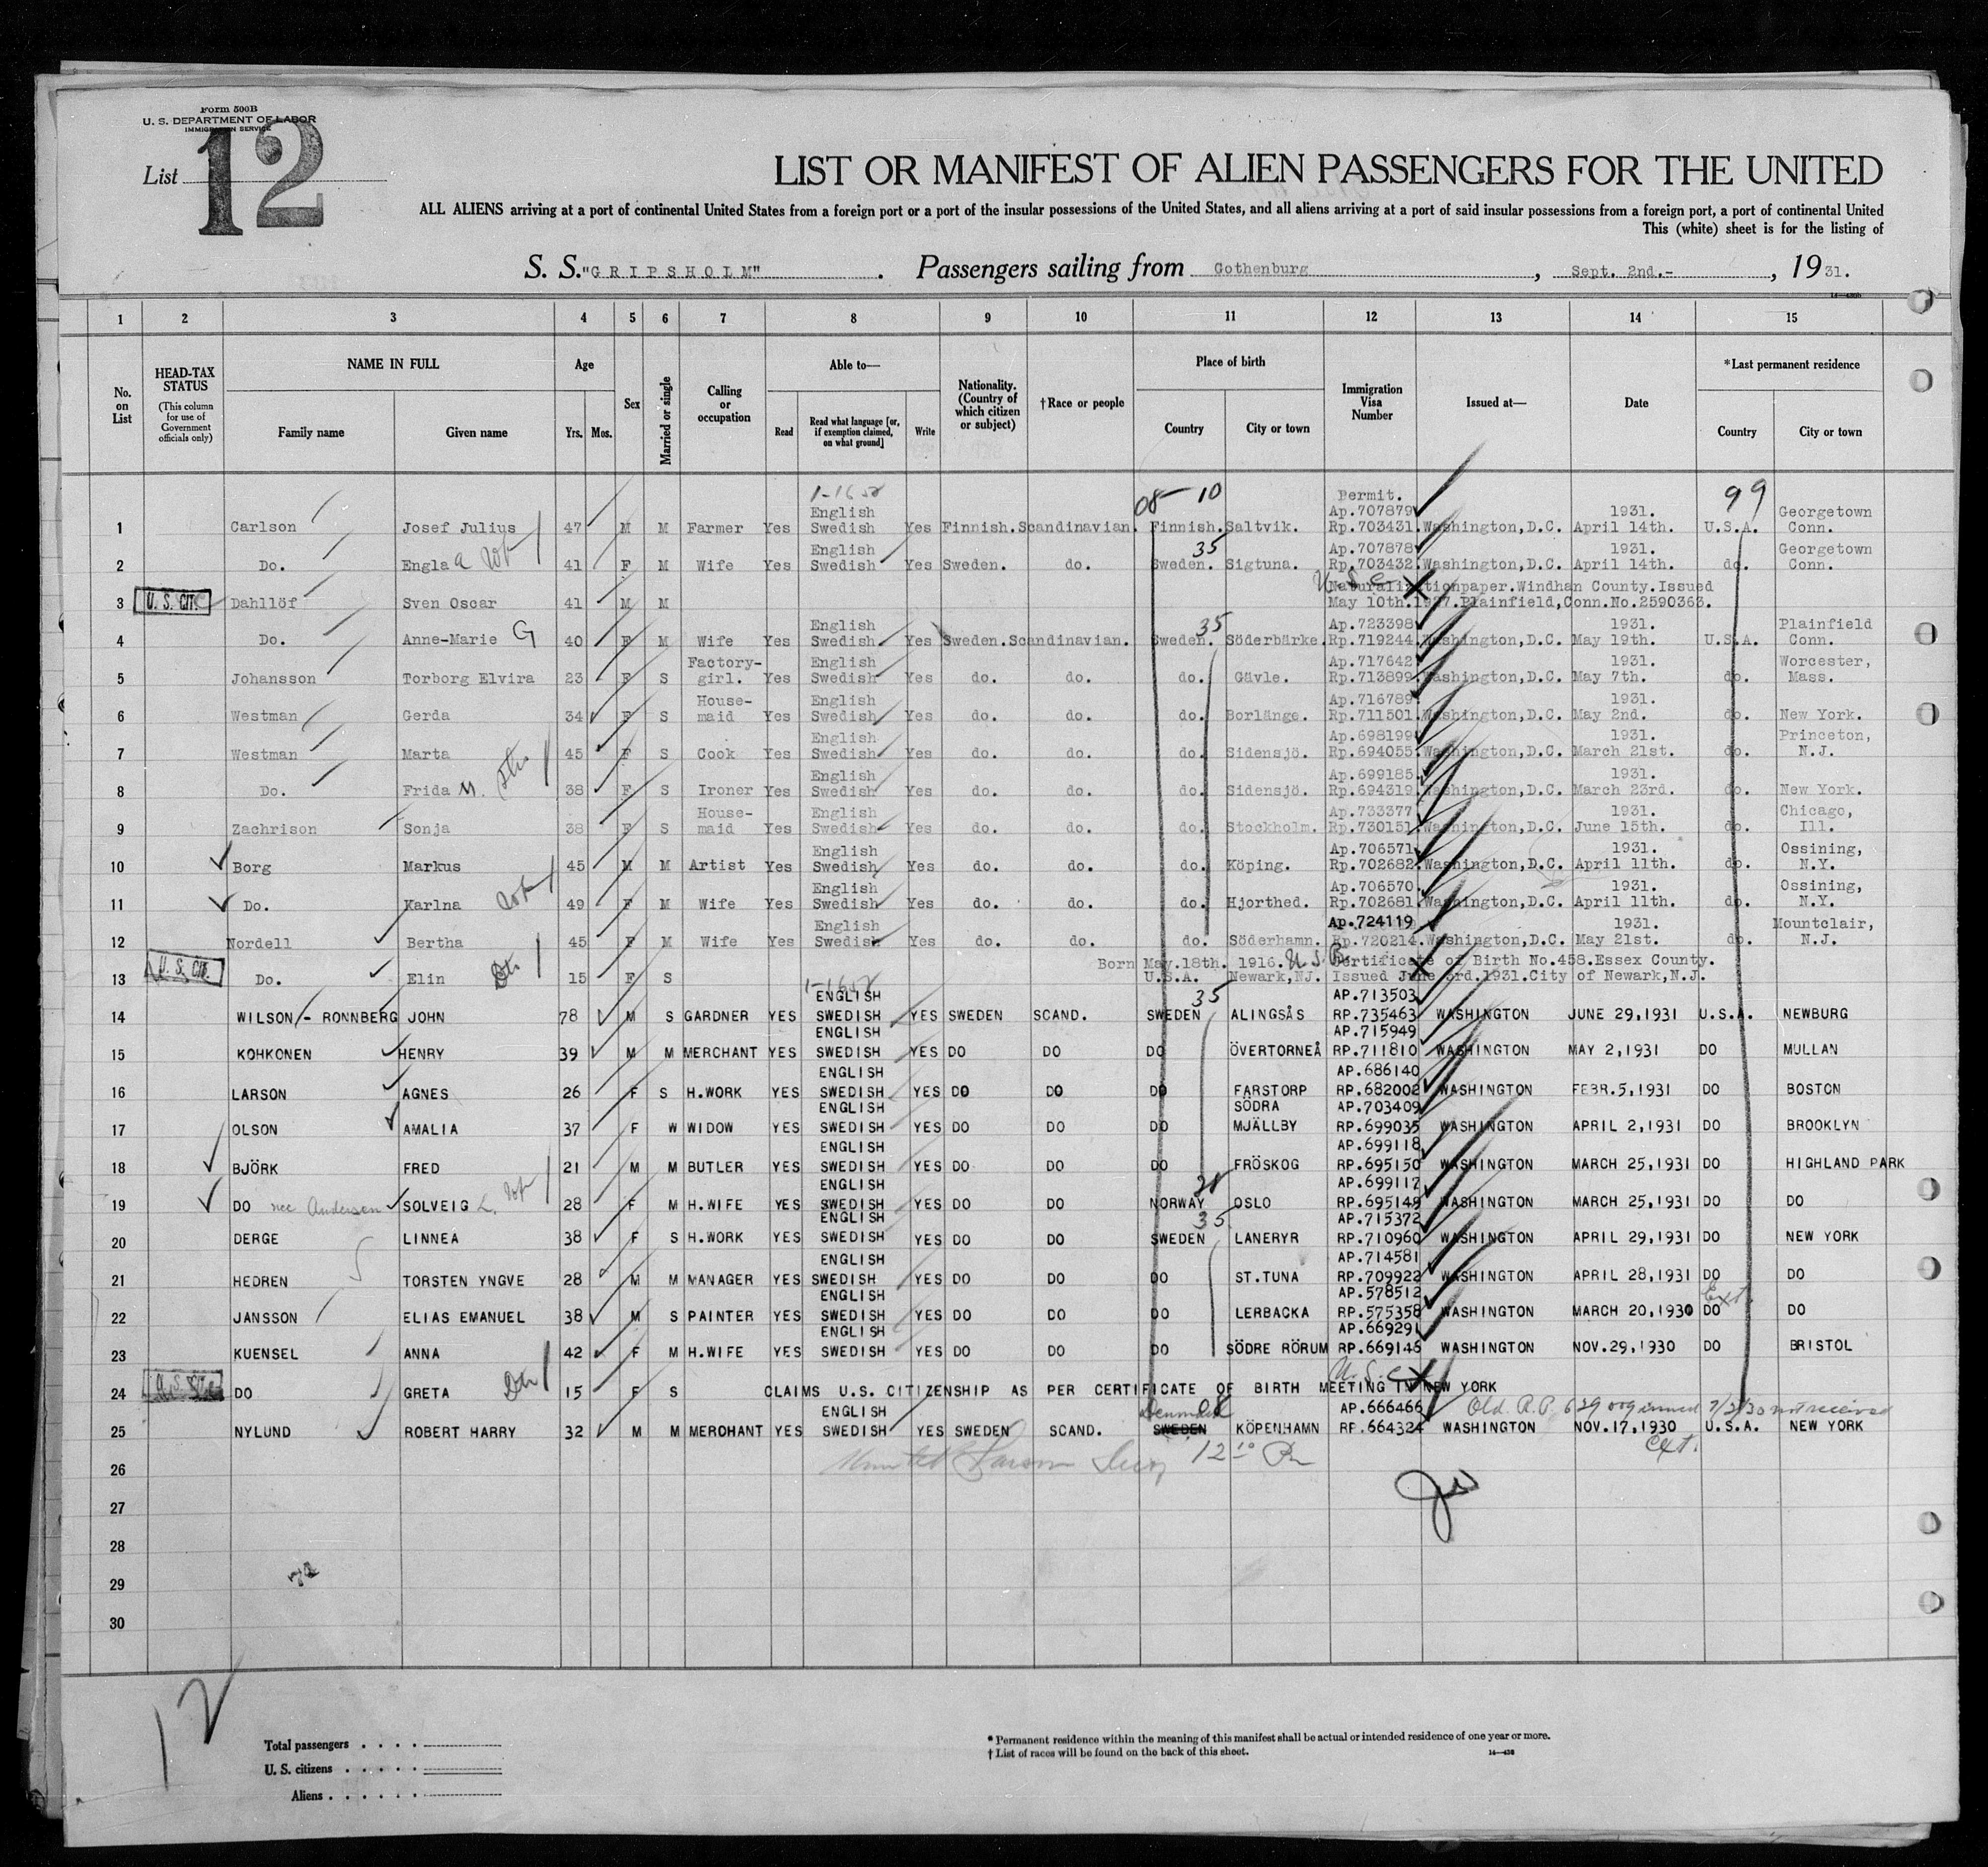 Form 500B
U. S. DEPARTMENT OF LABOR
IMMIGRATION SERVICE
List 12
LIST OR MANIFEST OF ALIEN PASSENGERS FOR THE UNITED
ALL ALIENS arriving at a port of continental United States from a foreign port or a port of the insular possessions of the United States, and all aliens arriving at a port of said insular possessions from a foreign port, a port of continental United
This (white) sheet is for the listing of
S. S. "GRIPSHOLM". Passengers sailing from Gothenburg, Sept. 2nd.-, 1931.
1 2 3 4 5 6 7 8 9 10 11 12 13 14 15
No. on List
HEAD-TAX STATUS (This column for use of Government officials only)
NAME IN FULL Family name Given name
Age Yrs. Mos.
Sex
Married or single
Calling or occupation
Able to— Read Read what language [or, if exemption claimed, on what ground] Write
Nationality. (Country of which citizen or subject)
†Race or people
Place of birth Country City or town
Immigration Visa Number
Issued at—
Date
*Last permanent residence Country City or town
08 10 99
1 Carlson Josef Julius 47 M M Farmer Yes English Swedish Yes Finnish. Scandinavian. Finnish. Saltvik. Permit. Ap.707879 Rp.703431. Washington,D.C. 1931. April 14th. U.S.A. Georgetown Conn.
35
2 Do. Engla 41 F M Wife Yes English Swedish Yes Sweden. do. Sweden. Sigtuna. Ap.707878 Rp.703432. Washington,D.C. 1931. April 14th. do. Georgetown Conn.
3 U. S. CIT. Dahllöf Sven Oscar 41 M M U.S.C. Naturalizationpaper.Windhan County.Issued May 10th.1927.Plainfield,Conn.No.2590363.
35
4 Do. Anne-Marie G 40 F M Wife Yes English Swedish. Yes Sweden. Scandinavian. Sweden. Söderbärke. Ap.723398 Rp.719244. Washington,D.C. 1931. May 19th. U.S.A. Plainfield Conn.
5 Johansson Torborg Elvira 23 F S Factory-girl. Yes English Swedish Yes do. do. do. Gävle. Ap.717642 Rp.713899. Washington,D.C. 1931. May 7th. do. Worcester, Mass.
6 Westman Gerda 34 F S House-maid Yes English Swedish Yes do. do. do. Borlänge. Ap.716789 Rp.711501. Washington,D.C. 1931. May 2nd. do. New York.
7 Westman Marta 45 F S Cook Yes English Swedish Yes do. do. do. Sidensjö. Ap.698199 Rp.694055. Washington,D.C. 1931. March 21st. do. Princeton, N.J.
8 Do. Frida M. 38 F S Ironer Yes English Swedish Yes do. do. do. Sidensjö. Ap.699185. Rp.694319. Washington,D.C. 1931. March 23rd. do. New York.
9 Zachrison Sonja 38 F S House-maid Yes English Swedish Yes do. do. do. Stockholm. Ap.733377 Rp.730151. Washington,D.C. 1931. June 15th. do. Chicago, Ill.
10 Borg Markus 45 M M Artist Yes English Swedish Yes do. do. do. Köping. Ap.706571 Rp.702682. Washington,D.C. 1931. April 11th. do. Ossining, N.Y.
11 Do. Karlna 49 F M Wife Yes English Swedish Yes do. do. do. Hjorthed. Ap.706570. Rp.702681. Washington,D.C. 1931. April 11th. do. Ossining, N.Y.
12 Nordell Bertha 45 F M Wife Yes English Swedish Yes do. do. do. Söderhamn. Ap.724119 Rp.720214. Washington,D.C. 1931. May 21st. do. Mountclair, N.J.
13 U. S. CIT. Do. Elin 15 F S Born May.18th. 1916. U.S.A. Newark,NJ. Certificate of Birth No.458.Essex County. Issued June 3rd.1931.City of Newark,N.J.
35
14 WILSON - RONNBERG JOHN 78 M S GARDNER YES ENGLISH SWEDISH YES SWEDEN SCAND. SWEDEN ALINGSÅS AP.713503 RP.735463 WASHINGTON JUNE 29,1931 U.S.A. NEWBURG
15 KOHKONEN HENRY 39 M M MERCHANT YES ENGLISH SWEDISH YES DO DO DO ÖVERTORNEÅ AP.715949 RP.711810 WASHINGTON MAY 2,1931 DO MULLAN
16 LARSON AGNES 26 F S H.WORK YES ENGLISH SWEDISH YES DO DO DO FARSTORP AP.686140 RP.682002 WASHINGTON FEBR.5,1931 DO BOSTON
17 OLSON AMALIA 37 F W WIDOW YES ENGLISH SWEDISH YES DO DO DO SÖDRA MJÄLLBY AP.703409 RP.699035 WASHINGTON APRIL 2,1931 DO BROOKLYN
18 BJÖRK FRED 21 M M BUTLER YES ENGLISH SWEDISH YES DO DO DO FRÖSKOG AP.699118 RP.695150 WASHINGTON MARCH 25,1931 DO HIGHLAND PARK
19 DO nee Andersen SOLVEIG L. 28 F M H.WIFE YES ENGLISH SWEDISH YES DO DO NORWAY OSLO AP.699117 RP.695149 WASHINGTON MARCH 25,1931 DO DO
35
20 DERGE LINNEA 38 F S H.WORK YES ENGLISH SWEDISH YES DO DO SWEDEN LANERYR AP.715372 RP.710960 WASHINGTON APRIL 29,1931 DO NEW YORK
21 HEDREN TORSTEN YNGVE 28 M M MANAGER YES ENGLISH SWEDISH YES DO DO DO ST.TUNA AP.714581 RP.709922 WASHINGTON APRIL 28,1931 DO DO
22 JANSSON ELIAS EMANUEL 38 M S PAINTER YES ENGLISH SWEDISH YES DO DO DO LERBACKA AP.578512 RP.575358 WASHINGTON MARCH 20,1930 Ext. DO DO
23 KUENSEL ANNA 42 F M H.WIFE YES ENGLISH SWEDISH YES DO DO DO SÖDRE RÖRUM AP.669291 RP.669146 WASHINGTON NOV.29,1930 DO BRISTOL
24 DO GRETA 15 F S CLAIMS U.S. CITIZENSHIP AS PER CERTIFICATE OF BIRTH MEETING IN NEW YORK U.S.C.
Denmark 08 Old R.P. 629009 issued 7/2/30 not received
25 NYLUND ROBERT HARRY 32 M M MERCHANT YES ENGLISH SWEDISH YES SWEDEN SCAND. SWEDEN KÖPENHAMN AP.666466 RP.664324 WASHINGTON NOV.17,1930 U.S.A. NEW YORK
Ext.
26
27
28
29
30
12
Total passengers
U. S. citizens
Aliens
* Permanent residence within the meaning of this manifest shall be actual or intended residence of one year or more.
† List of races will be found on the back of this sheet.
14—438